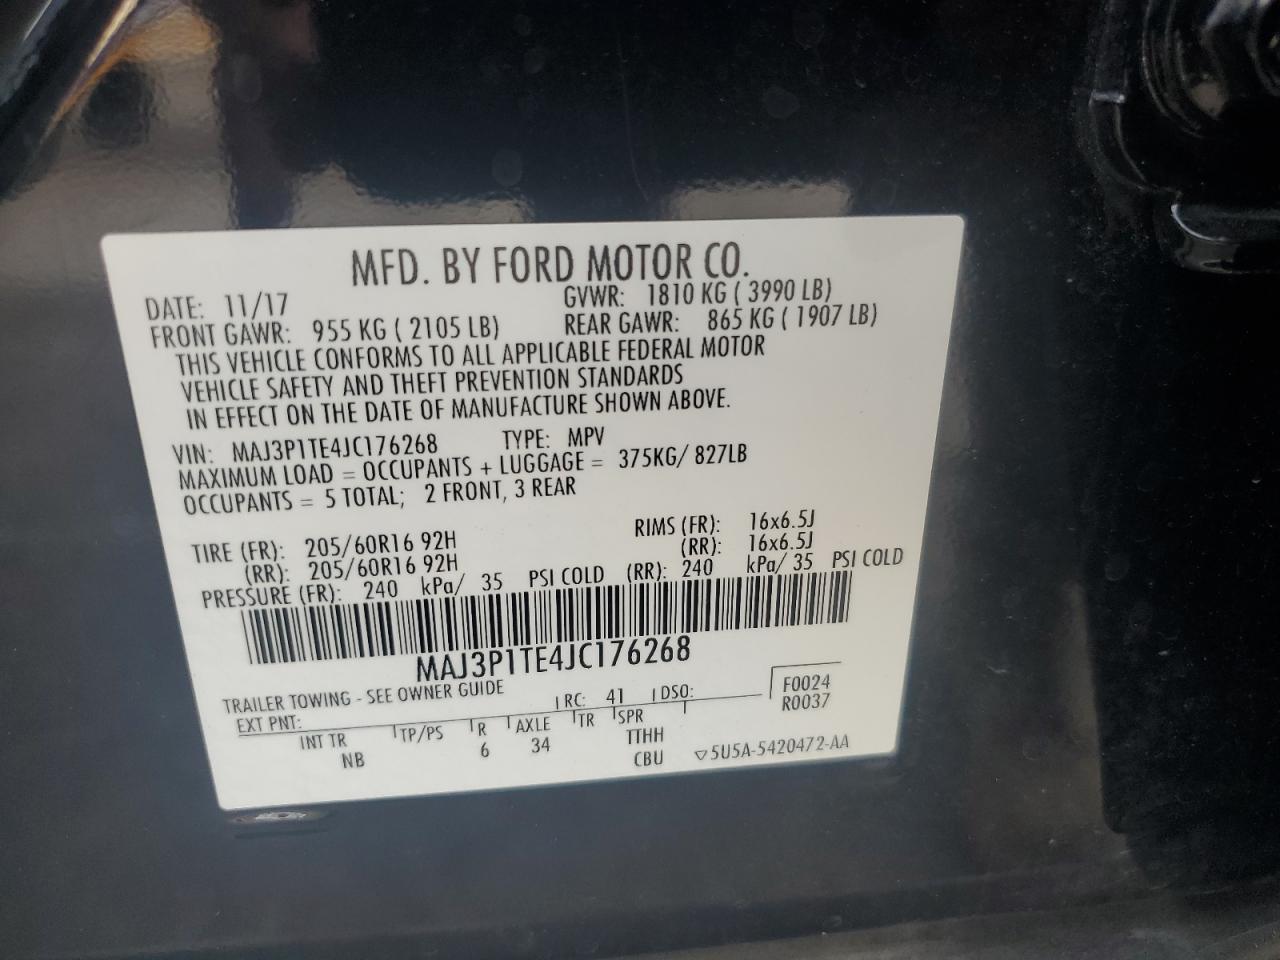 MFD. BY FORD MOTOR CO.
DATE: 11/17 GVWR: 1810 KG ( 3990 LB)
FRONT GAWR: 955 KG ( 2105 LB) REAR GAWR: 865 KG ( 1907 LB)
THIS VEHICLE CONFORMS TO ALL APPLICABLE FEDERAL MOTOR
VEHICLE SAFETY AND THEFT PREVENTION STANDARDS
IN EFFECT ON THE DATE OF MANUFACTURE SHOWN ABOVE.
VIN: MAJ3P1TE4JC176268 TYPE: MPV
MAXIMUM LOAD = OCCUPANTS + LUGGAGE = 375KG/ 827LB
OCCUPANTS = 5 TOTAL; 2 FRONT, 3 REAR
TIRE (FR): 205/60R16 92H RIMS (FR): 16x6.5J
(RR): 205/60R16 92H (RR): 16x6.5J
PRESSURE (FR): 240 kPa/ 35 PSI COLD (RR): 240 kPa/ 35 PSI COLD
MAJ3P1TE4JC176268
TRAILER TOWING - SEE OWNER GUIDE
EXT PNT: RC: 41 DSO: F0024
R0037
INT TR TP/PS R AXLE TR SPR
NB 6 34 TTHH
CBU 5U5A-5420472-AA